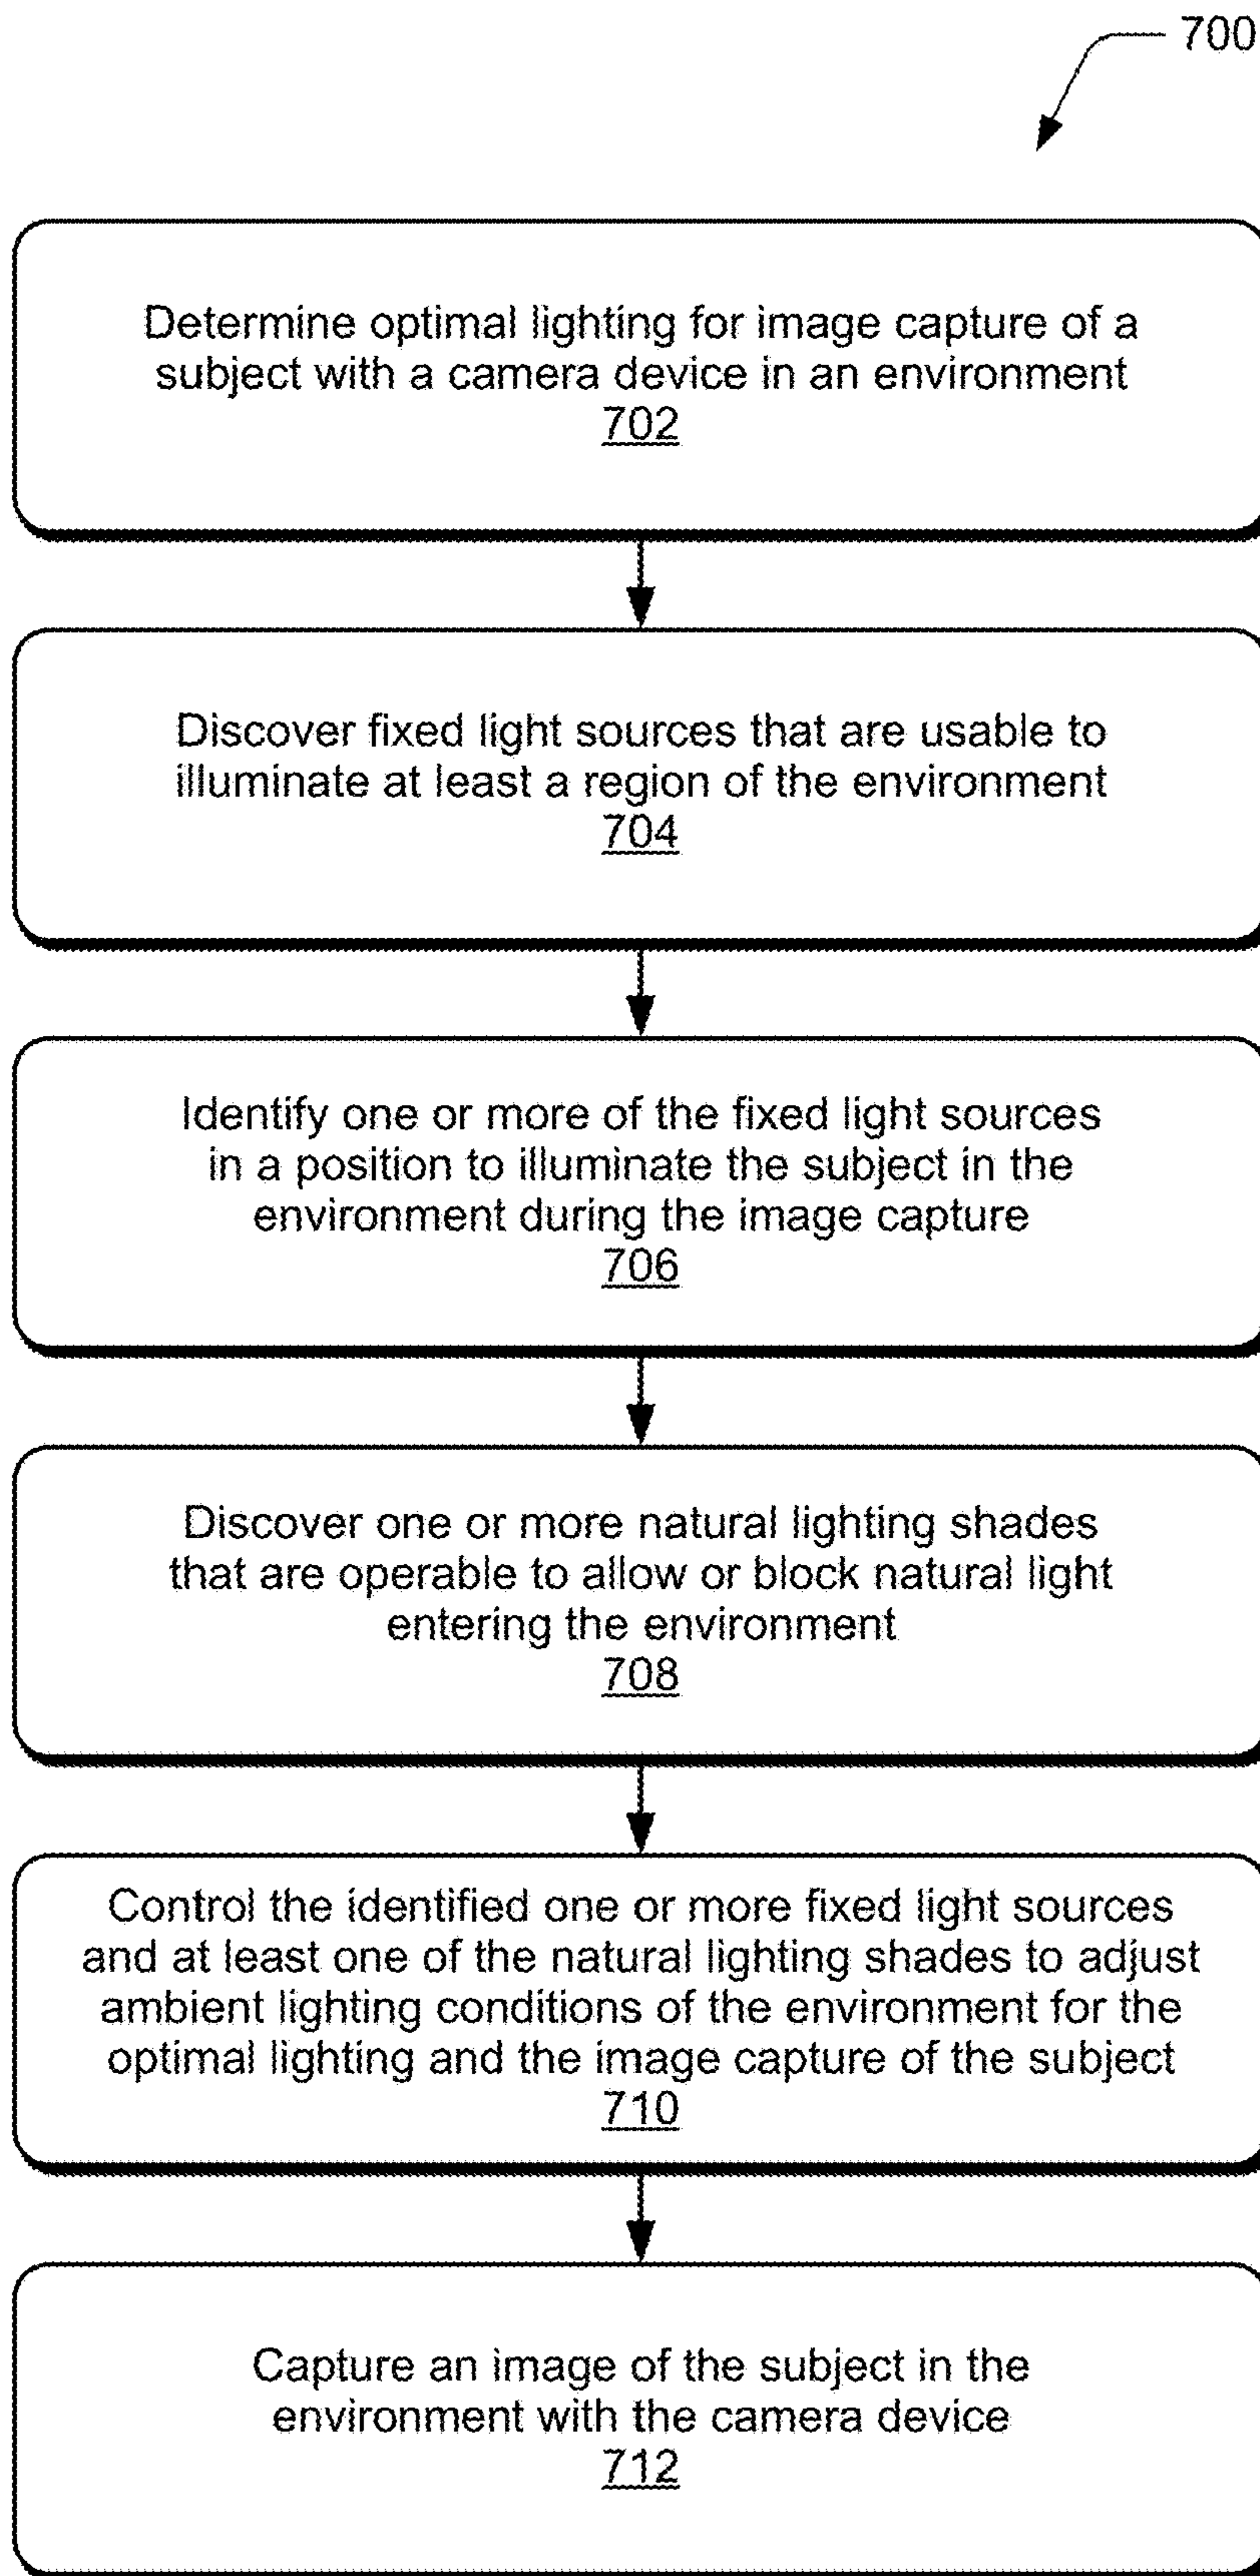 700
Determine optimal lighting for image capture of a
subject with a camera device in an environment
702
Discover fixed light sources that are usable to
illuminate at least a region of the environment
704
Identify one or more of the fixed light sources
in a position to illuminate the subject in the
environment during the image capture
706
Discover one or more natural lighting shades
that are operable to allow or block natural light
entering the environment
708
Control the identified one or more fixed light sources
and at least one of the natural lighting shades to adjust
ambient lighting conditions of the environment for the
optimal lighting and the image capture of the subject
710
Capture an image of the subject in the
environment with the camera device
712